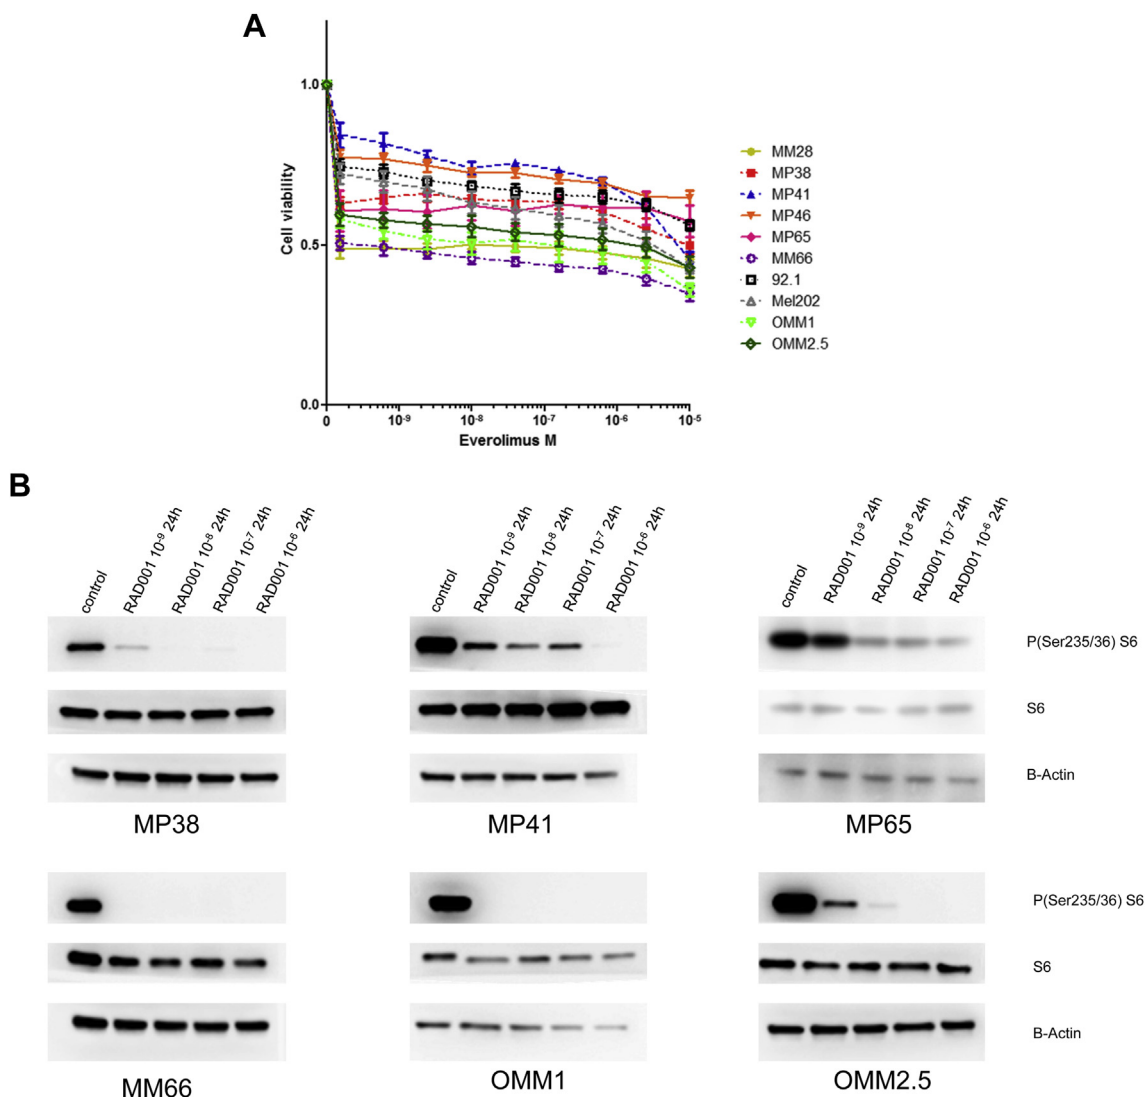 A
1.0
0.5
0.0
Cell viability
0 10-9 10-8 10-7 10-6 10-5
Everolimus M
MM28
MP38
MP41
MP46
MP65
MM66
92.1
Mel202
OMM1
OMM2.5
B
control RAD001 10-9 24h RAD001 10-8 24h RAD001 10-7 24h RAD001 10-6 24h
control RAD001 10-9 24h RAD001 10-8 24h RAD001 10-7 24h RAD001 10-6 24h
control RAD001 10-9 24h RAD001 10-8 24h RAD001 10-7 24h RAD001 10-6 24h
P(Ser235/36) S6
S6
B-Actin
MP38 MP41 MP65
P(Ser235/36) S6
S6
B-Actin
MM66 OMM1 OMM2.5